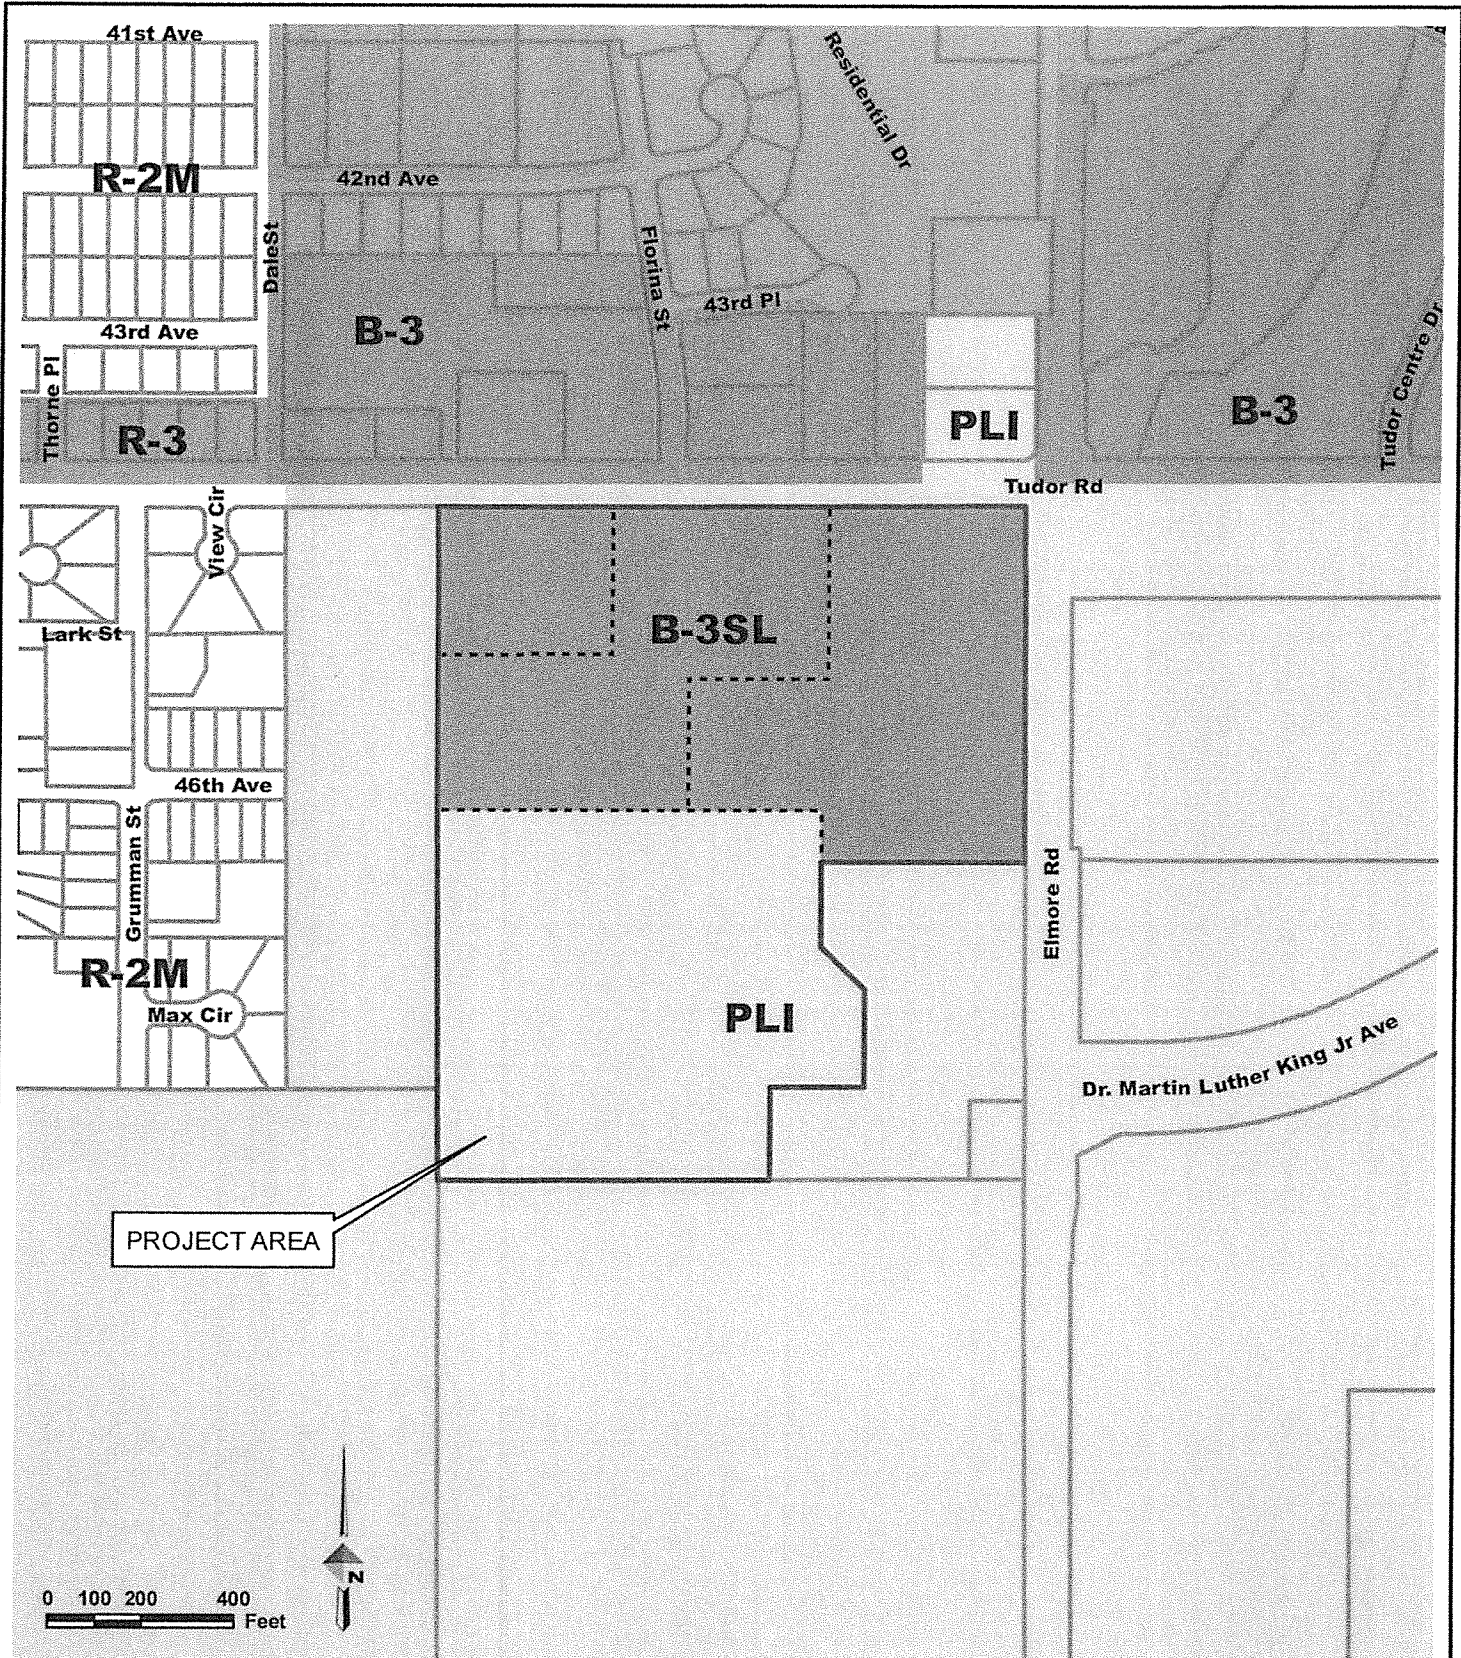 41st Ave
Residential Dr
R-2M
42nd Ave
DaleSt
Florina St
43rd Pl
43rd Ave
B-3
Thorne Pl
R-3
PLI
B-3
Tudor Centre Dr
Tudor Rd
View Cir
Lark St
B-3SL
46th Ave
Grumman St
Elmore Rd
R-2M
Max Cir
PLI
Dr. Martin Luther King Jr Ave
PROJECT AREA
N
0 100 200 400
Feet